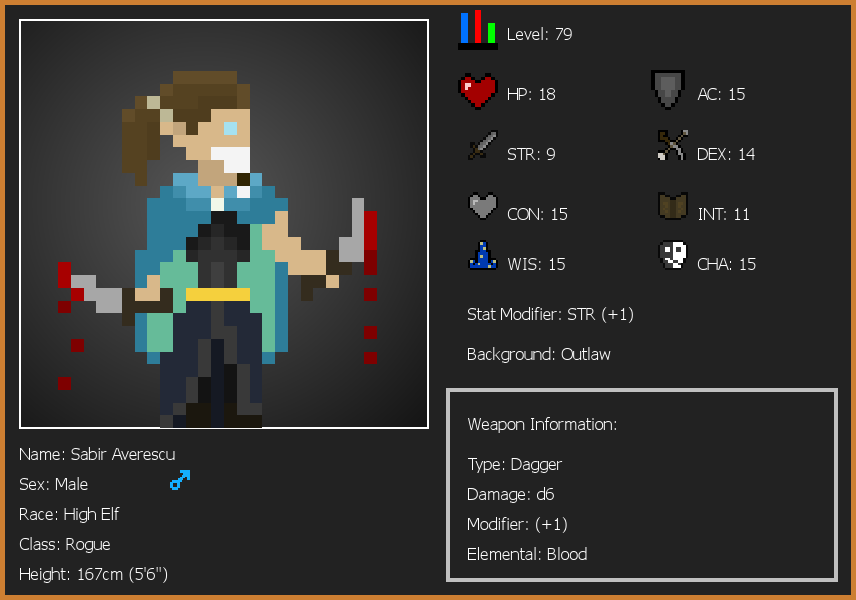 Level: 79
HP: 18
AC: 15
STR: 9
DEX: 14
CON: 15
INT: 11
WIS: 15
CHA: 15
Stat Modifier: STR (+1)
Background: Outlaw
Weapon Information:
Type: Dagger
Damage: d6
Modifier: (+1)
Elemental: Blood
Name: Sabir Averescu
Sex: Male
Race: High Elf
Class: Rogue
Height: 167cm (5'6")